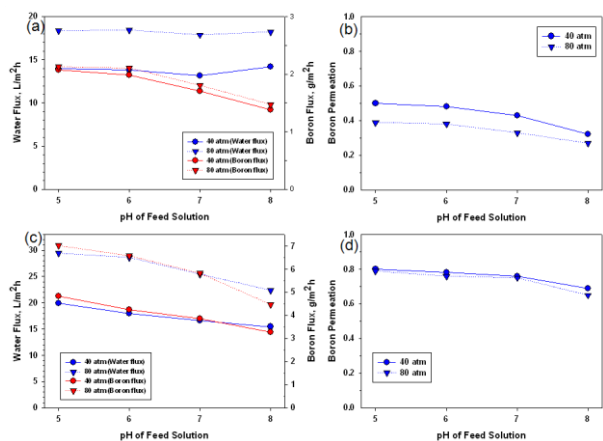 (a)
20
15
10
5
0
Water Flux, L/m²h
3
2
1
0
Boron Flux, g/m²h
40 atm(Water flux)
80 atm(Water flux)
40 atm(Boron flux)
80 atm(Boron flux)
5 6 7 8
pH of Feed Solution
(b)
1.0
0.8
0.6
0.4
0.2
0.0
Boron Permeation
40 atm
80 atm
5 6 7 8
pH of Feed Solution
(c)
30
25
20
15
10
5
0
Water Flux, L/m²h
7
6
5
4
3
2
1
0
Boron Flux, g/m²h
40 atm(Water flux)
80 atm(Water flux)
40 atm(Boron flux)
80 atm(Boron flux)
5 6 7 8
pH of Feed Solution
(d)
1.0
0.8
0.6
0.4
0.2
0.0
Boron Permeation
40 atm
80 atm
5 6 7 8
pH of Feed Solution